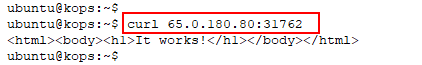 ubuntu@kops:~$
ubuntu@kops:~$ curl 65.0.180.80:31762
<html><body><h1>It works!</h1></body></html>
ubuntu@kops:~$